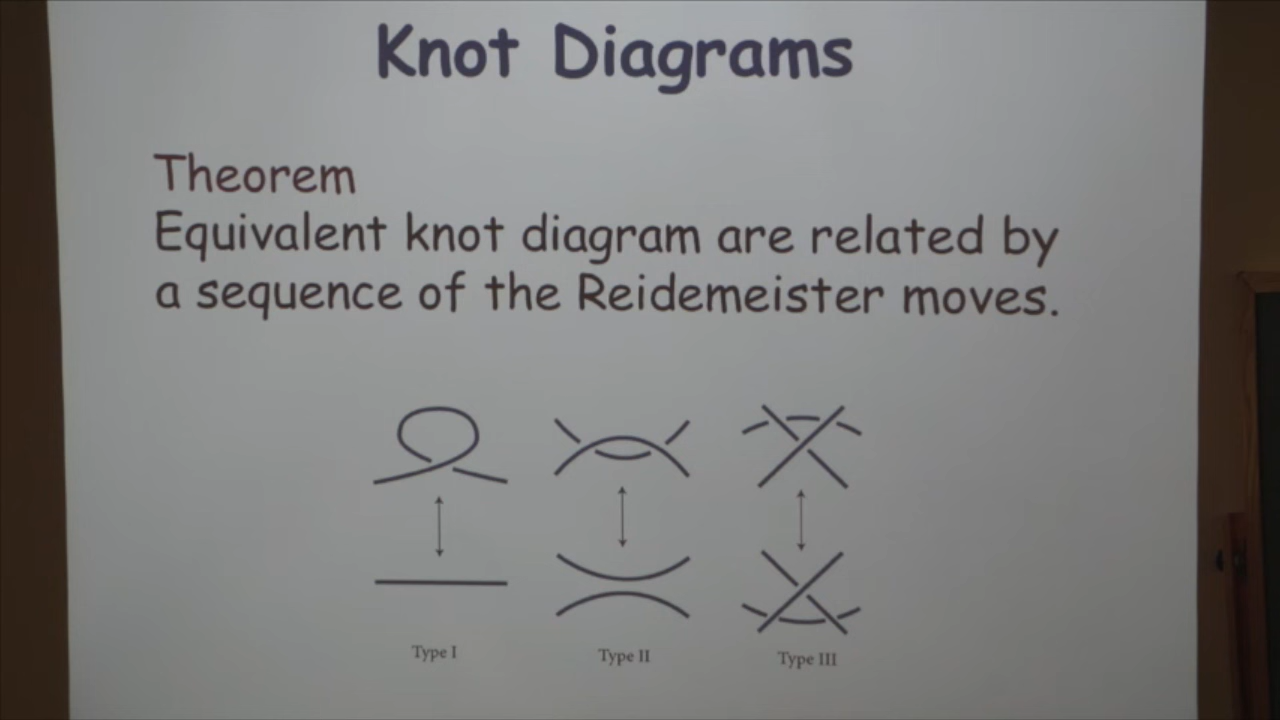 Knot Diagrams
Theorem
Equivalent knot diagram are related by
a sequence of the Reidemeister moves.
Type I
Type II
Type III